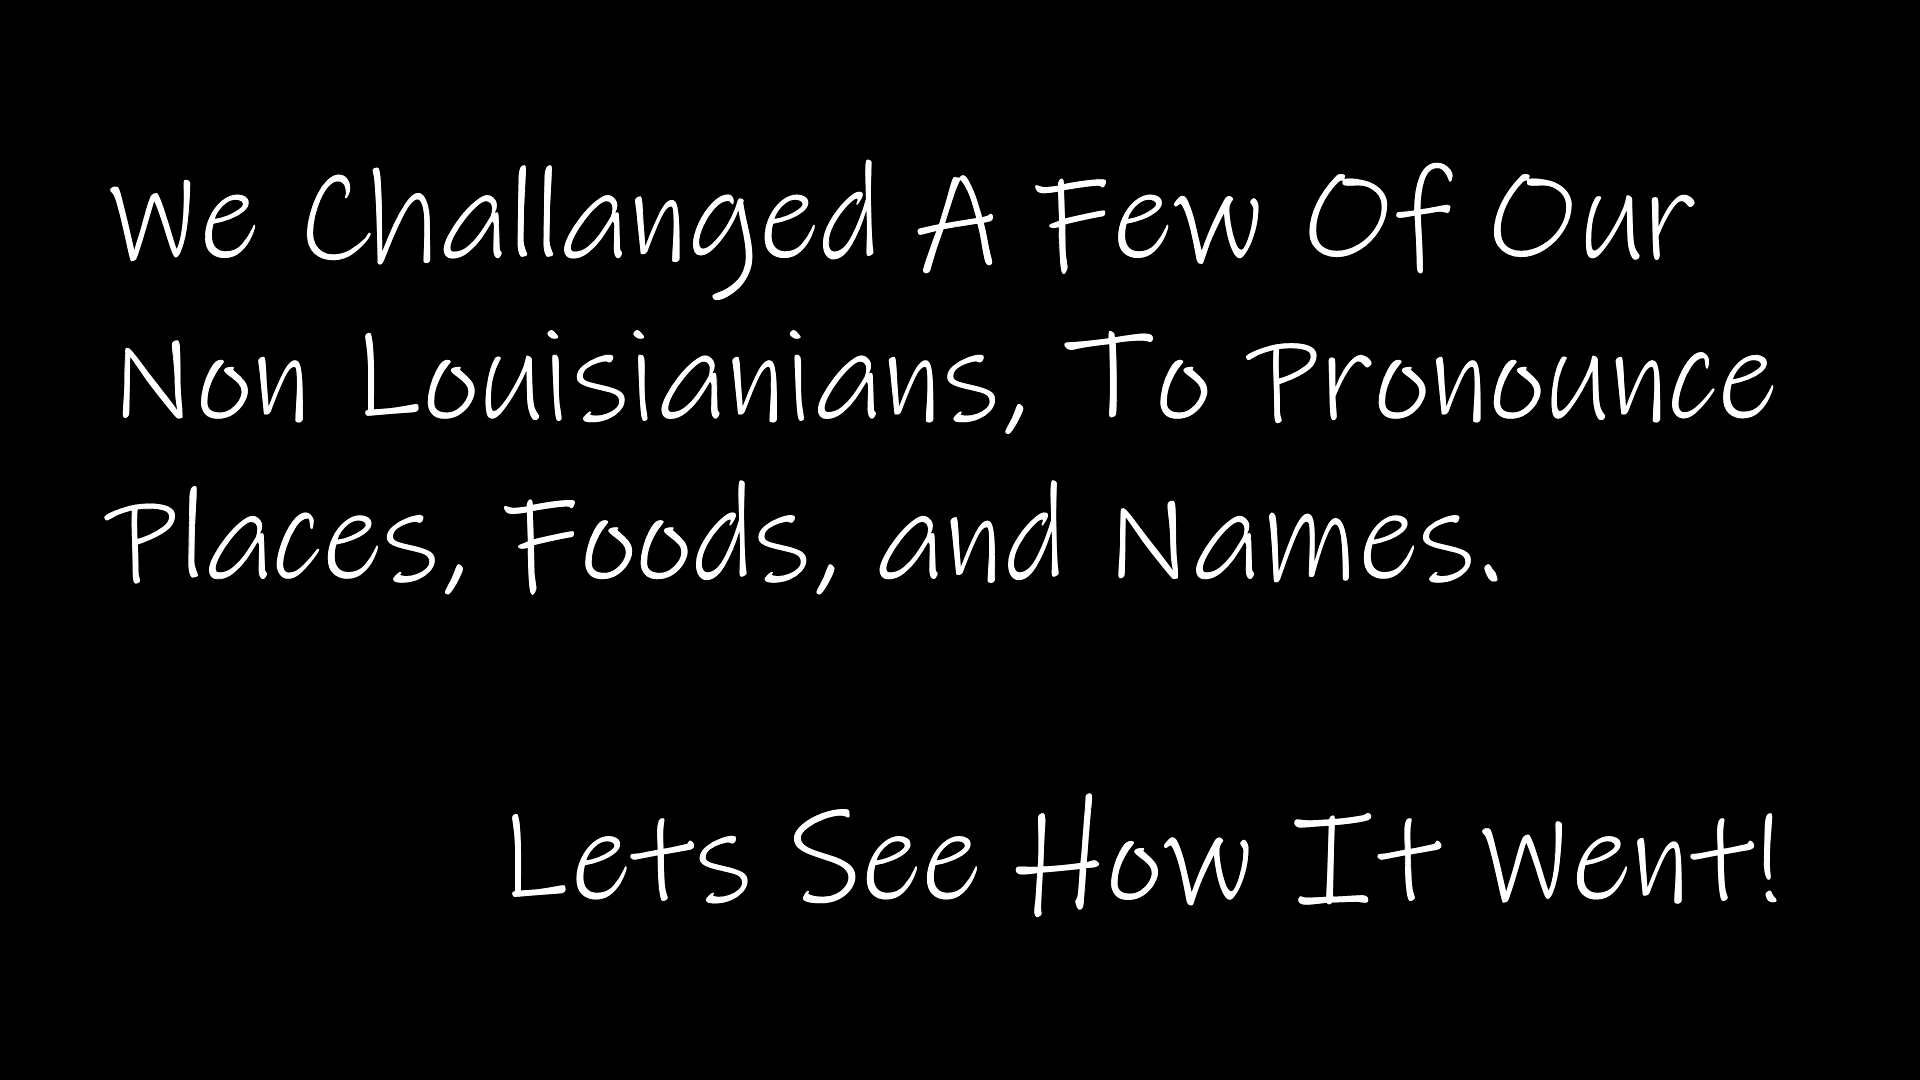 We Challanged A Few Of Our
Non Louisianians, To Pronounce
Places, Foods, and Names.
Lets See How It Went!